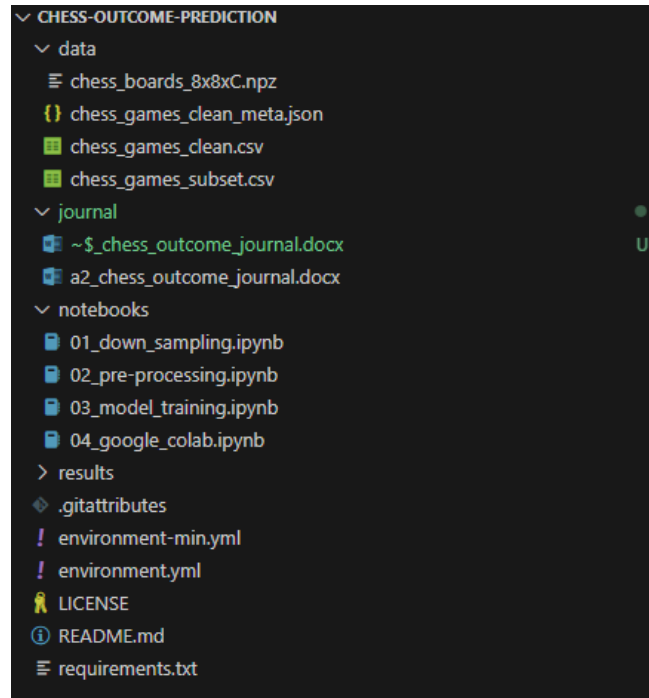 CHESS-OUTCOME-PREDICTION
data
chess_boards_8x8xC.npz
{} chess_games_clean_meta.json
chess_games_clean.csv
chess_games_subset.csv
journal
~$_chess_outcome_journal.docx U
a2_chess_outcome_journal.docx
notebooks
01_down_sampling.ipynb
02_pre-processing.ipynb
03_model_training.ipynb
04_google_colab.ipynb
results
.gitattributes
! environment-min.yml
! environment.yml
LICENSE
README.md
requirements.txt